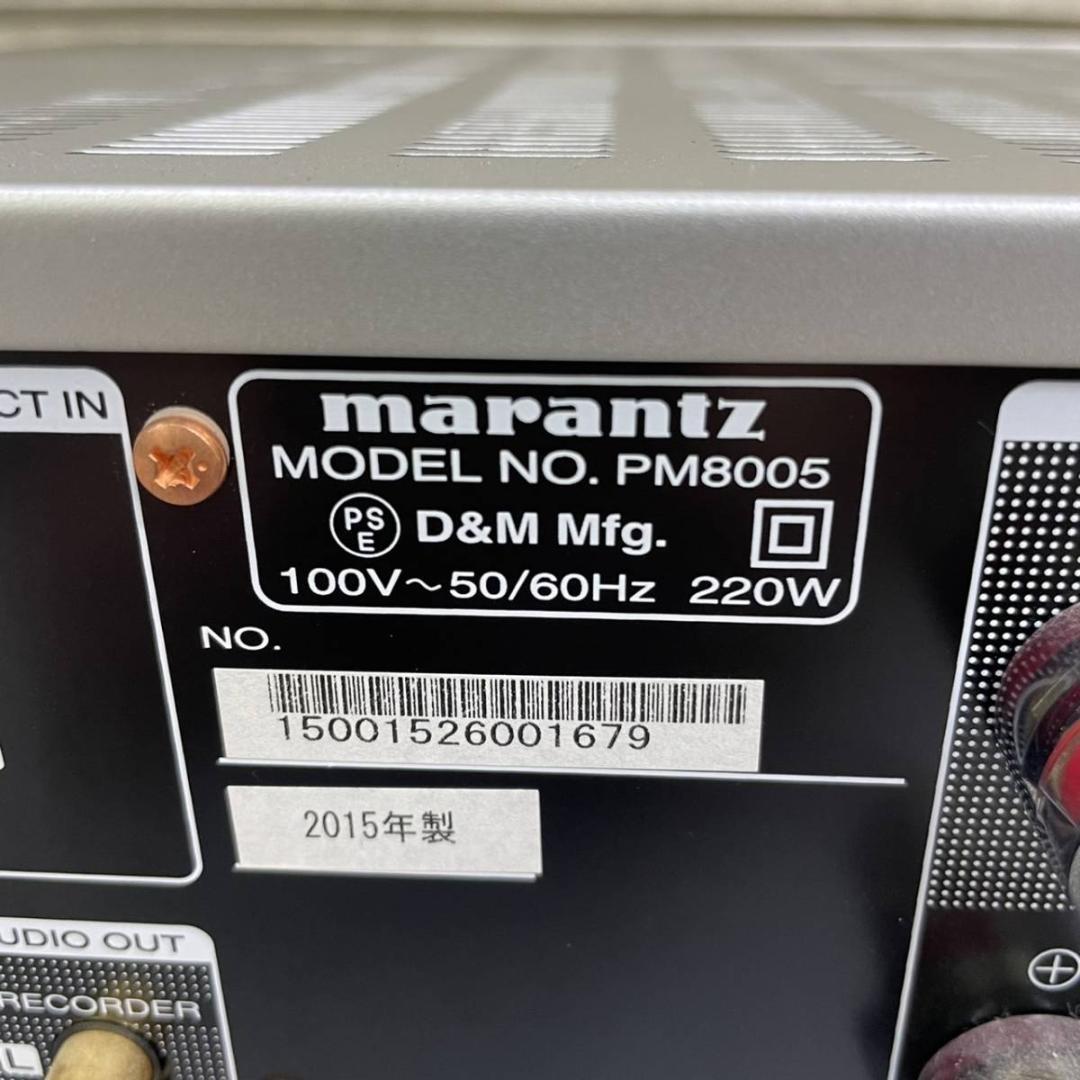 CT IN
marantz
MODEL NO. PM8005
PS
E
D&M Mfg.
100V~50/60Hz 220W
NO.
15001526001679
2015年製
UDIO OUT
RECORDER
L